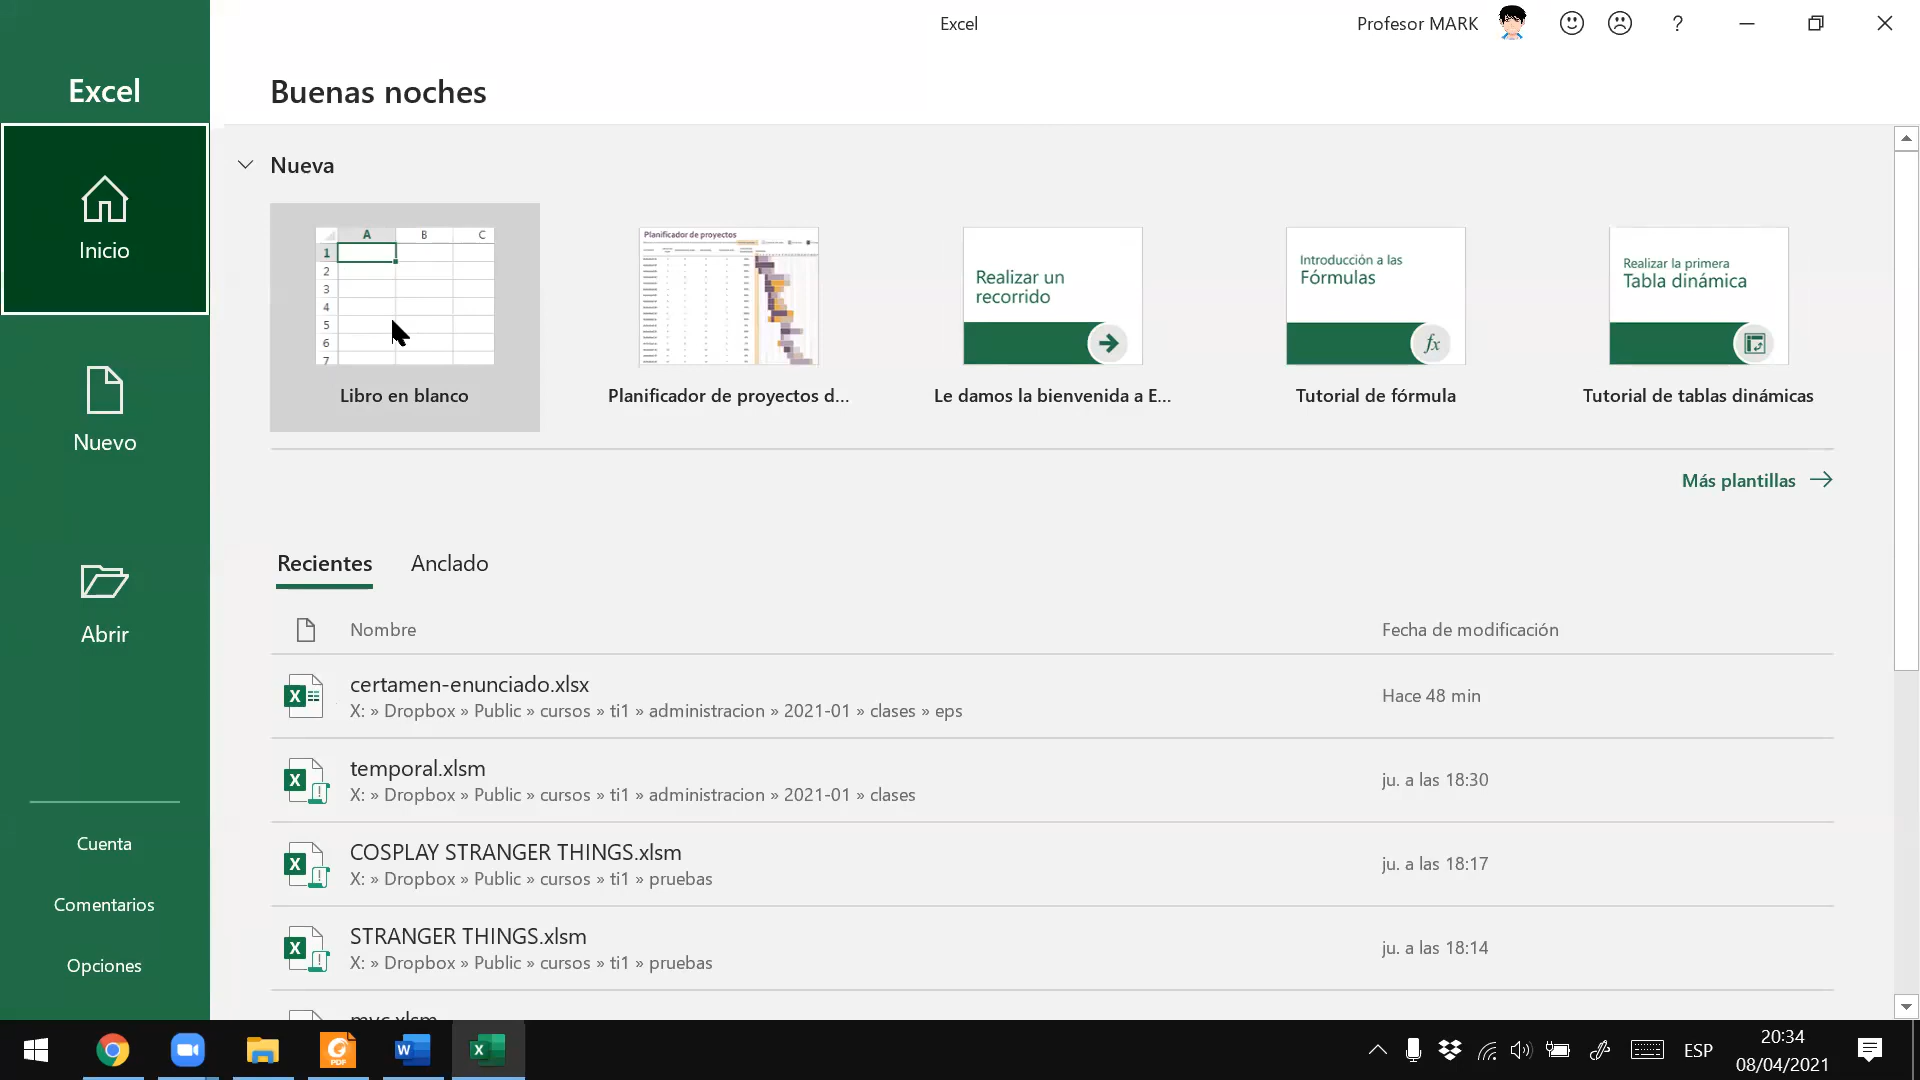 Excel
Profesor MARK
Excel
Buenas noches
Inicio
Nuevo
Abrir
Cuenta
Comentarios
Opciones
Nueva
A B C
1
2
3
4
5
6
7
Libro en blanco
Planificador de proyectos
Planificador de proyectos d...
Realizar un
recorrido
Le damos la bienvenida a E...
Introducción a las
Fórmulas
fx
Tutorial de fórmula
Realizar la primera
Tabla dinámica
Tutorial de tablas dinámicas
Más plantillas
Recientes Anclado
Nombre Fecha de modificación
certamen-enunciado.xlsx
X: » Dropbox » Public » cursos » ti1 » administracion » 2021-01 » clases » eps
Hace 48 min
temporal.xlsm
X: » Dropbox » Public » cursos » ti1 » administracion » 2021-01 » clases
ju. a las 18:30
COSPLAY STRANGER THINGS.xlsm
X: » Dropbox » Public » cursos » ti1 » pruebas
ju. a las 18:17
STRANGER THINGS.xlsm
X: » Dropbox » Public » cursos » ti1 » pruebas
ju. a las 18:14
ESP
20:34
08/04/2021